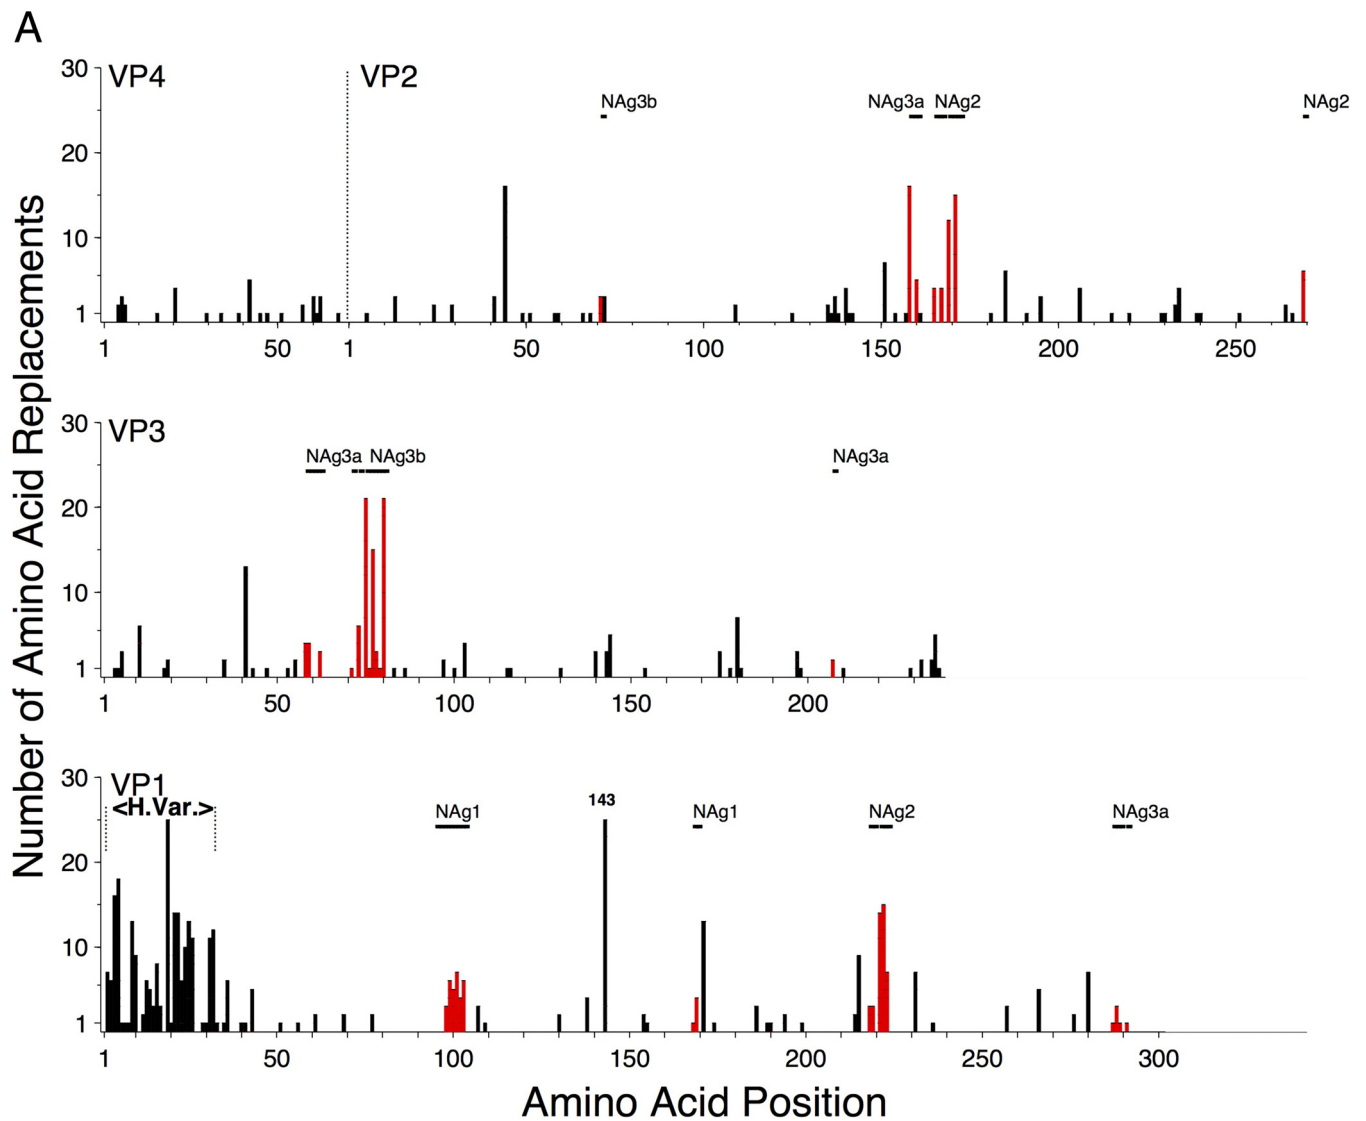 A
Number of Amino Acid Replacements
30
VP4
VP2
NAg3b
NAg3a
NAg2
NAg2
20
10
1
1
50
1
50
100
150
200
250
30
VP3
NAg3a
NAg3b
NAg3a
20
10
1
1
50
100
150
200
30
VP1
<H.Var.>
NAg1
143
NAg1
NAg2
NAg3a
20
10
1
1
50
100
150
200
250
300
Amino Acid Position